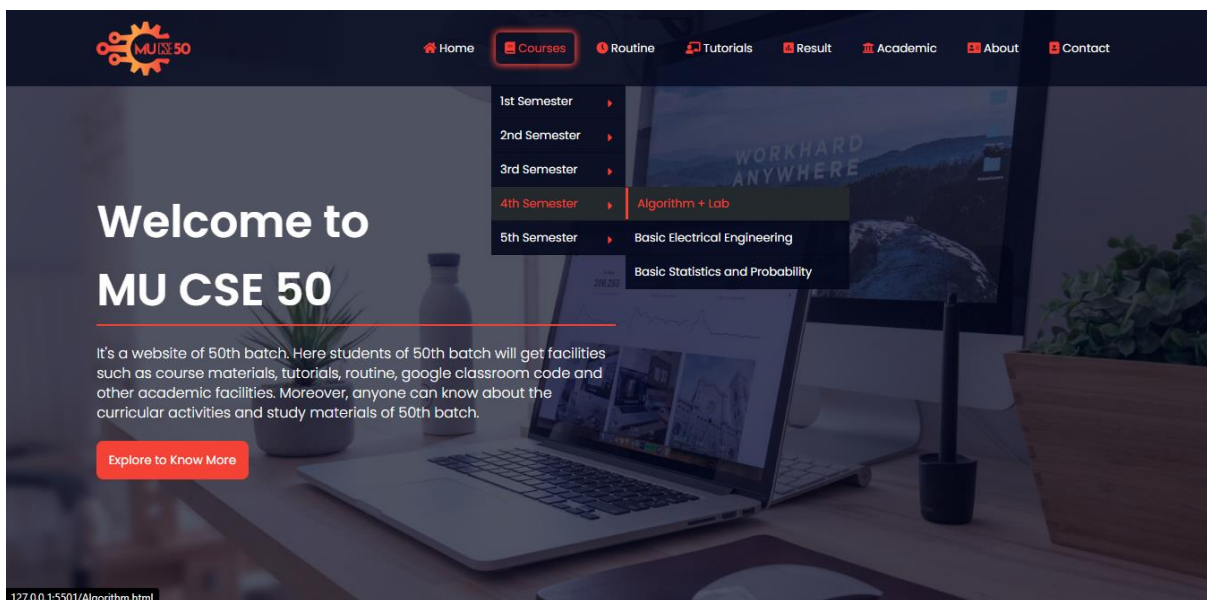 MU CSE 50
Home Courses Routine Tutorials Result Academic About Contact
1st Semester
2nd Semester
3rd Semester
4th Semester
5th Semester
Algorithm + Lab
Basic Electrical Engineering
Basic Statistics and Probability
WORKHARD
ANYWHERE
Welcome to
MU CSE 50
It's a website of 50th batch. Here students of 50th batch will get facilities
such as course materials, tutorials, routine, google classroom code and
other academic facilities. Moreover, anyone can know about the
curricular activities and study materials of 50th batch.
Explore to Know More
127.0.0.1:5501/Algorithm.html